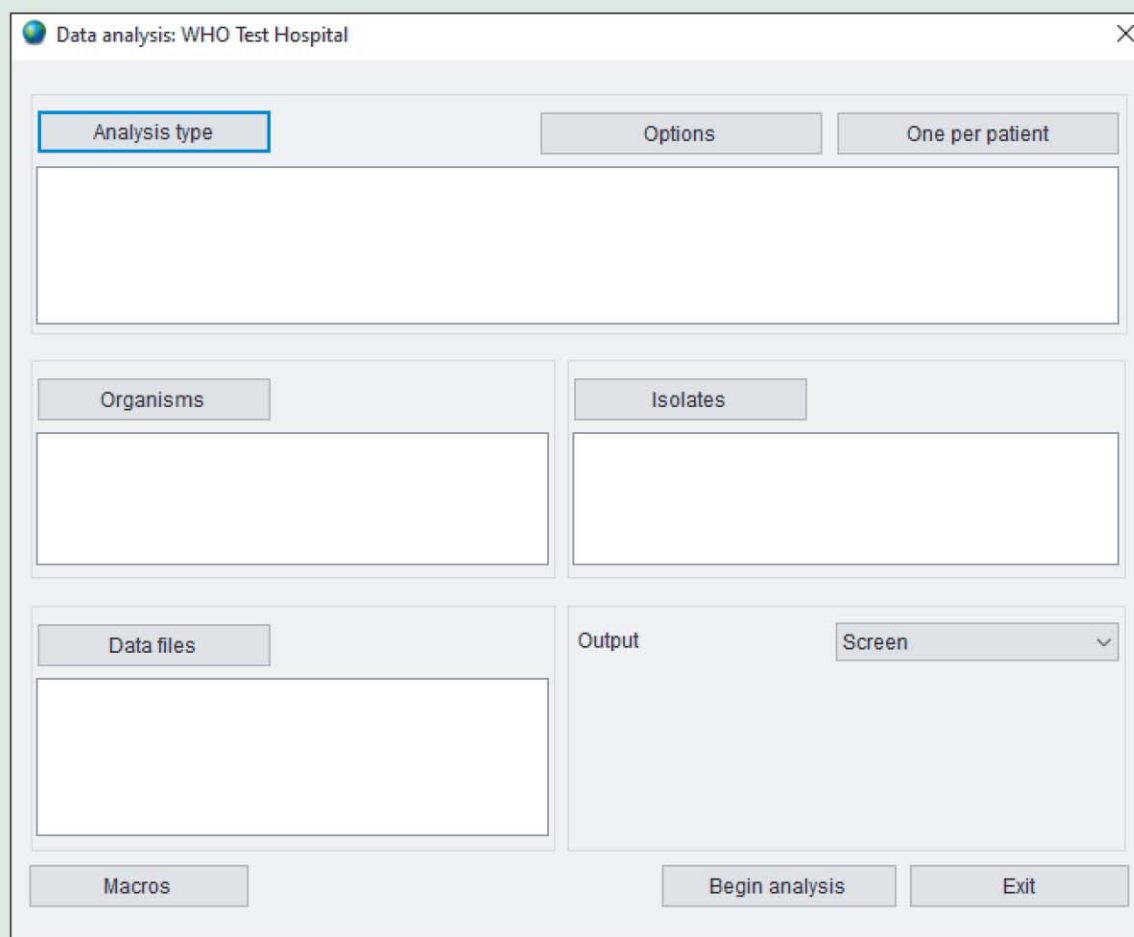 Data analysis: WHO Test Hospital
Analysis type
Options
One per patient
Organisms
Isolates
Data files
Output
Screen
Macros
Begin analysis
Exit